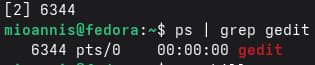 [2] 6344
mioannis@fedora:~$ ps | grep gedit
6344 pts/0    00:00:00 gedit